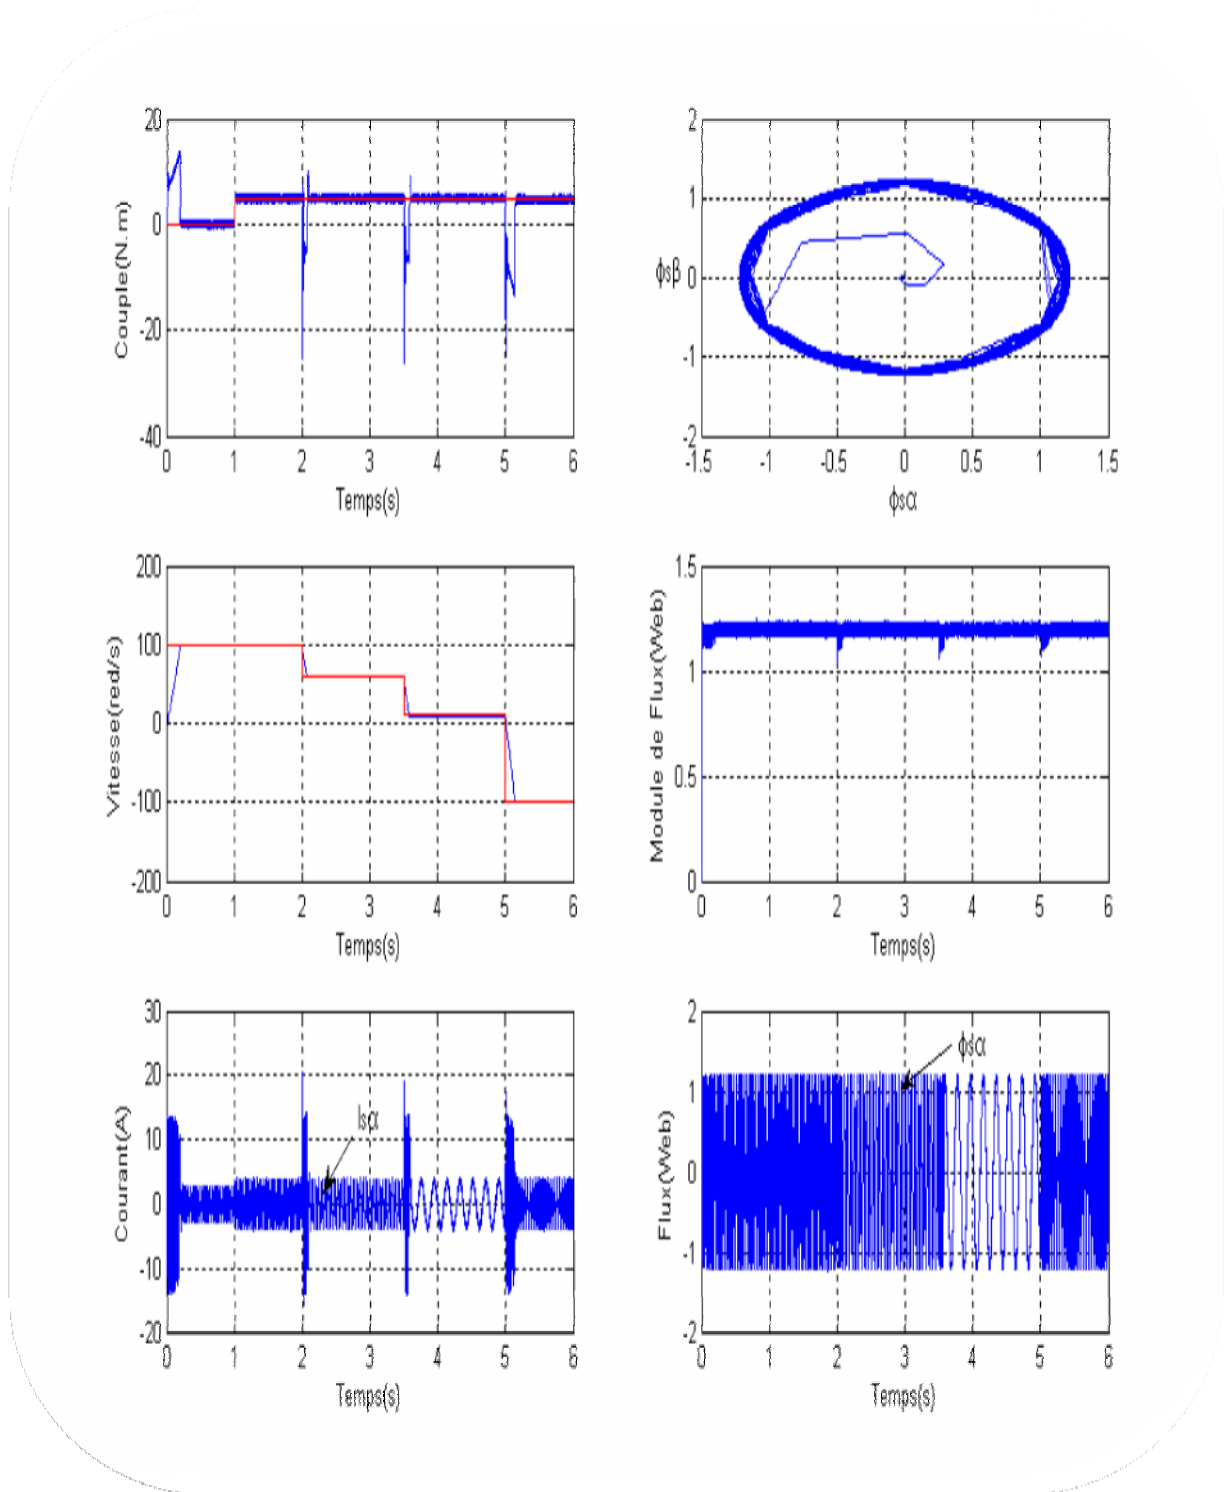 20
0
-20
-40
Couple(N.m)
0 1 2 3 4 5 6
Temps(s)
2
1
0
-1
-2
ϕsβ
-1.5 -1 -0.5 0 0.5 1 1.5
ϕsα
200
100
0
-100
-200
Vitesse(red/s)
0 1 2 3 4 5 6
Temps(s)
1.5
1
0.5
0
Module de Flux(Web)
0 1 2 3 4 5 6
Temps(s)
30
20
10
0
-10
-20
Courant(A)
Isα
0 1 2 3 4 5 6
Temps(s)
2
1
0
-1
-2
Flux(Web)
ϕsα
0 1 2 3 4 5 6
Temps(s)